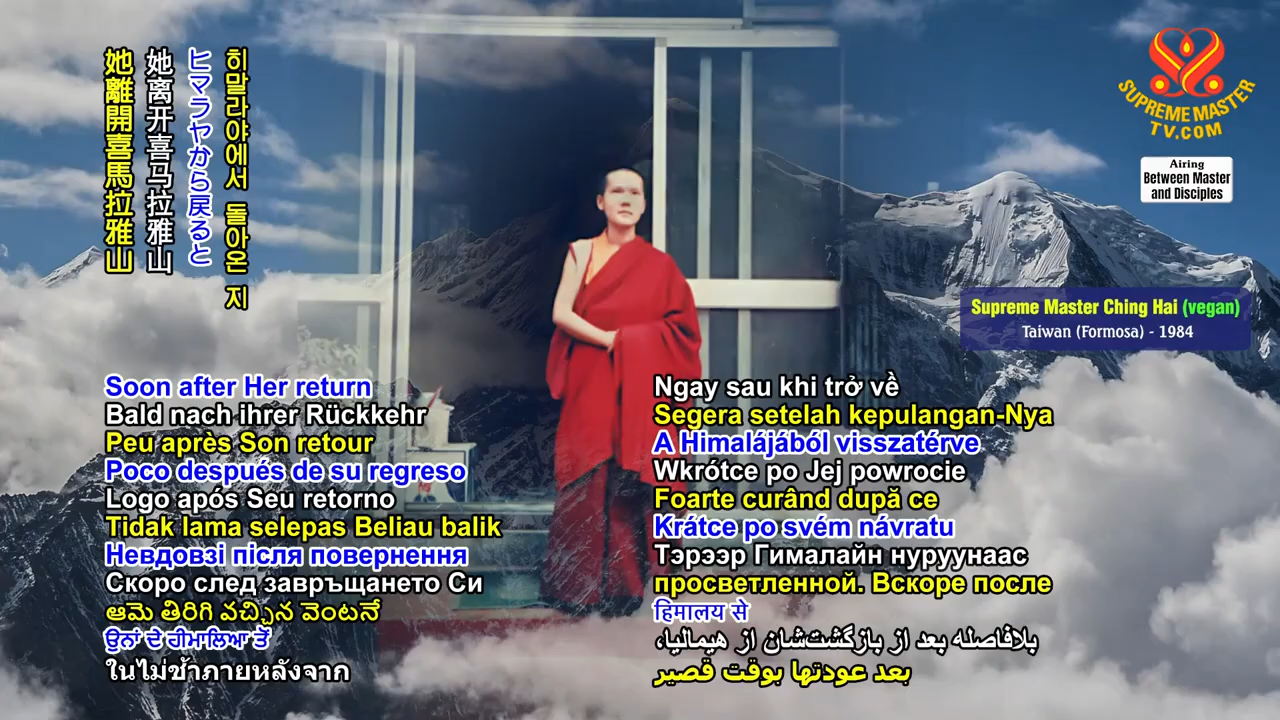 她離開喜馬拉雅山
她离开喜马拉雅山
ヒマラヤから戻ると
히말라야에서 돌아온 지
SUPREME MASTER
TV.COM
Airing
Between Master
and Disciples
Supreme Master Ching Hai (vegan)
Taiwan (Formosa) - 1984
Soon after Her return
Bald nach ihrer Rückkehr
Peu après Son retour
Poco después de su regreso
Logo após Seu retorno
Tidak lama selepas Beliau balik
Невдовзі після повернення
Скоро след завръщането Си
ఆమె తిరిగి వచ్చిన వెంటనే
ਉਨਾਂ ਦੇ ਹੀਮਾਲਿਆ ਤੋਂ
ในไม่ช้าภายหลังจาก
Ngay sau khi trở về
Segera setelah kepulangan-Nya
A Himalájából visszatérve
Wkrótce po Jej powrocie
Foarte curând după ce
Krátce po svém návratu
Тэрээр Гималайн нуруунаас
просветленной. Вскоре после
हिमालय से
بلافاصله بعد از بازگشت‌شان از هیمالیا،
بعد عودتها بوقت قصير